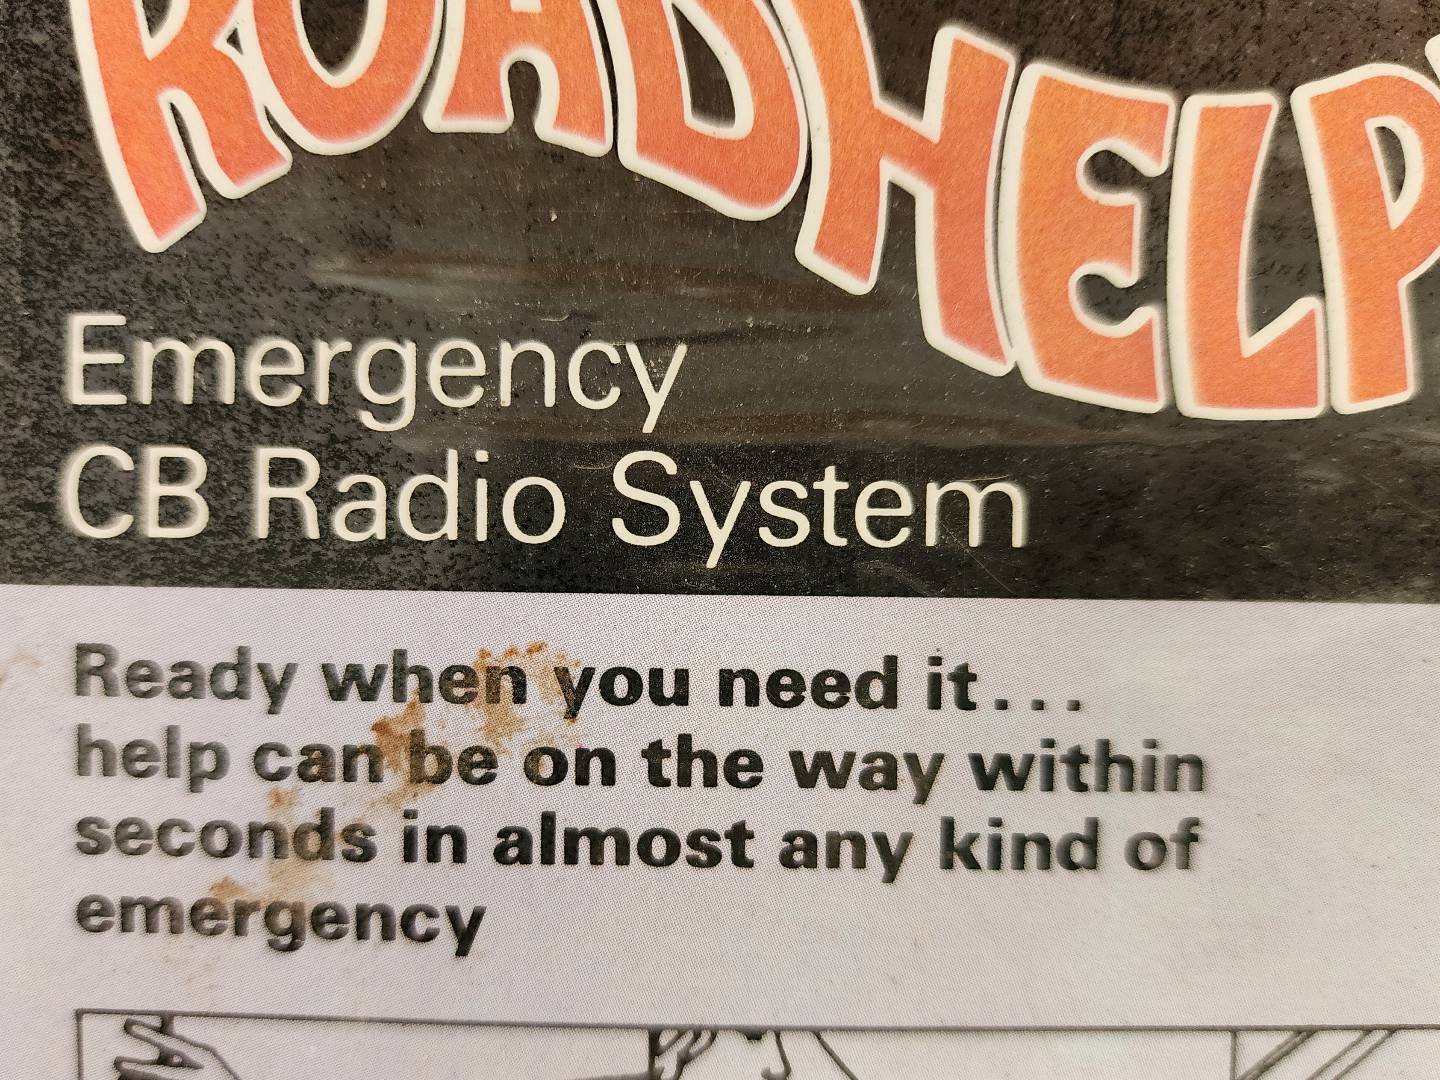 ROADHELP
Emergency
CB Radio System
Ready when you need it...
help can be on the way within
seconds in almost any kind of
emergency